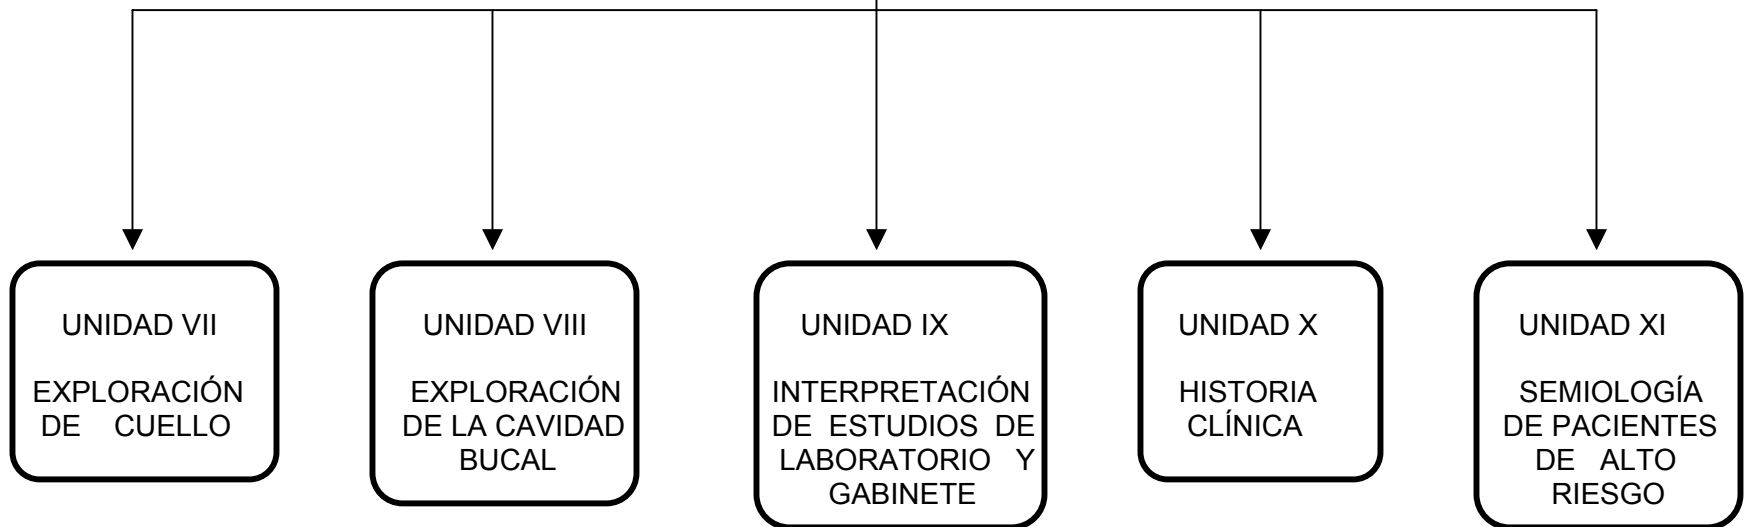 UNIDAD VII
EXPLORACIÓN
DE CUELLO
UNIDAD VIII
EXPLORACIÓN
DE LA CAVIDAD
BUCAL
UNIDAD IX
INTERPRETACIÓN
DE ESTUDIOS DE
LABORATORIO Y
GABINETE
UNIDAD X
HISTORIA
CLÍNICA
UNIDAD XI
SEMIOLOGÍA
DE PACIENTES
DE ALTO
RIESGO